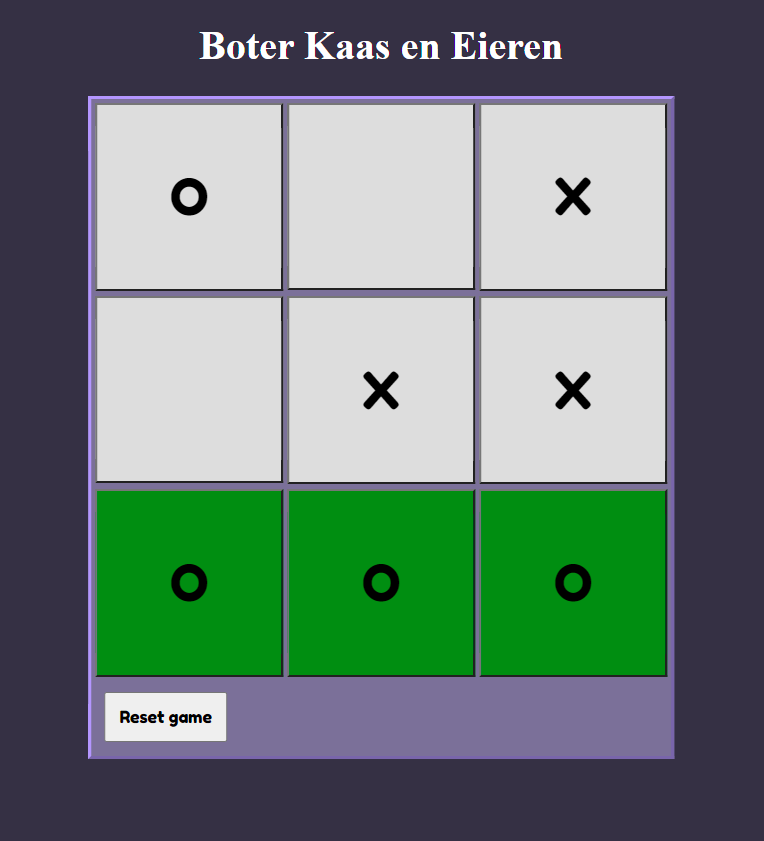 Boter Kaas en Eieren
O X
X X
O O O
Reset game